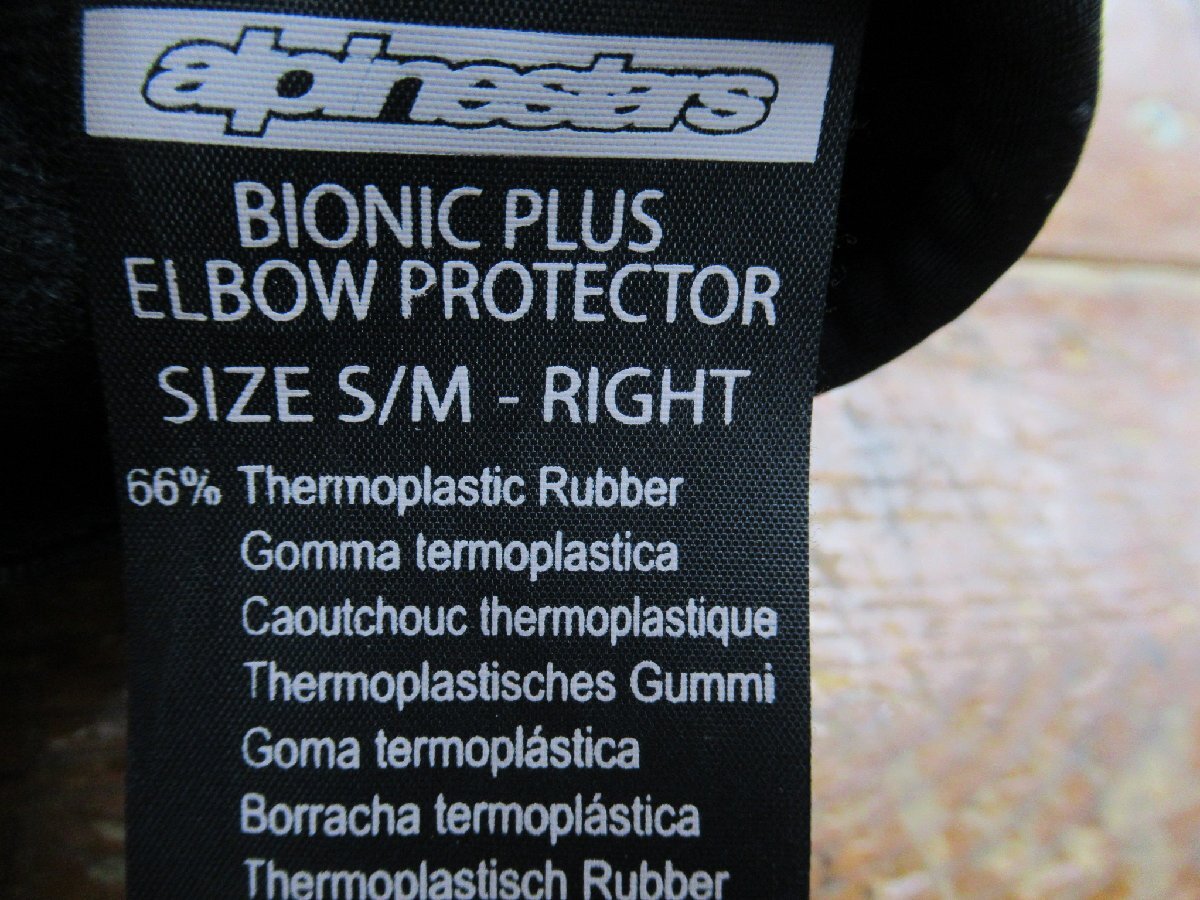 alpinestars
BIONIC PLUS
ELBOW PROTECTOR
SIZE S/M - RIGHT
66% Thermoplastic Rubber
Gomma termoplastica
Caoutchouc thermoplastique
Thermoplastisches Gummi
Goma termoplástica
Borracha termoplástica
Thermoplastisch Rubber